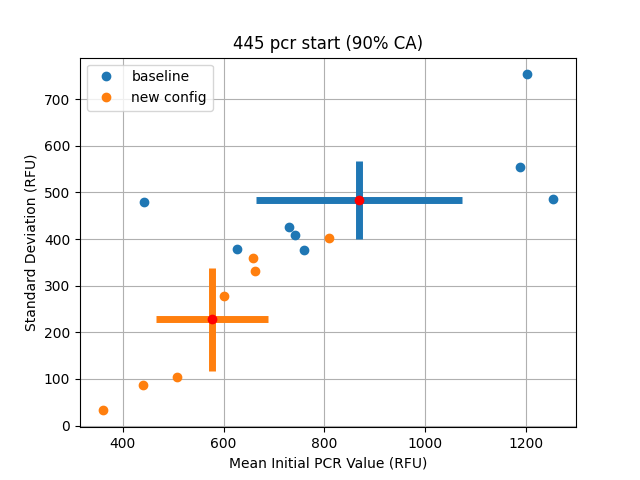 445 pcr start (90% CA)
baseline
new config
Standard Deviation (RFU)
700
600
500
400
300
200
100
0
400 600 800 1000 1200
Mean Initial PCR Value (RFU)